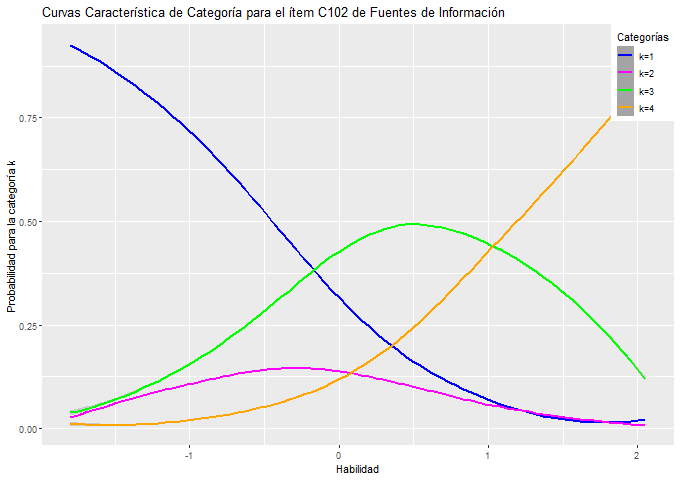 Curvas Característica de Categoría para el ítem C102 de Fuentes de Información
Categorías
k=1
k=2
k=3
k=4
Probabilidad para la categoría k
0.75
0.50
0.25
0.00
-1
0
1
2
Habilidad